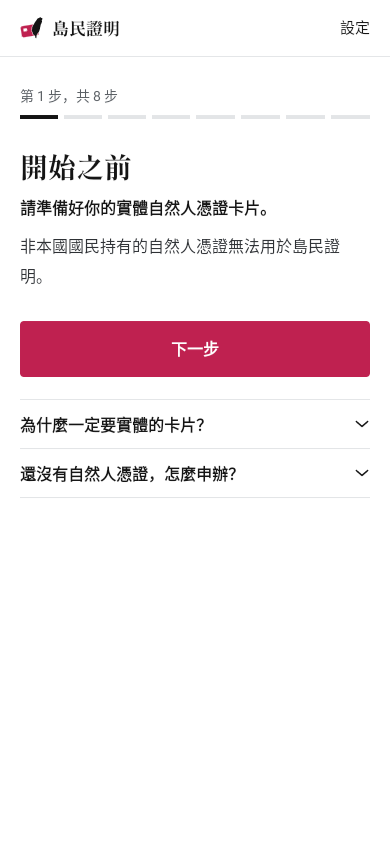 島民證明
設定
第 1 步，共 8 步
開始之前
請準備好你的實體自然人憑證卡片。
非本國國民持有的自然人憑證無法用於島民證
明。
下一步
為什麼一定要實體的卡片？
還沒有自然人憑證，怎麼申辦？